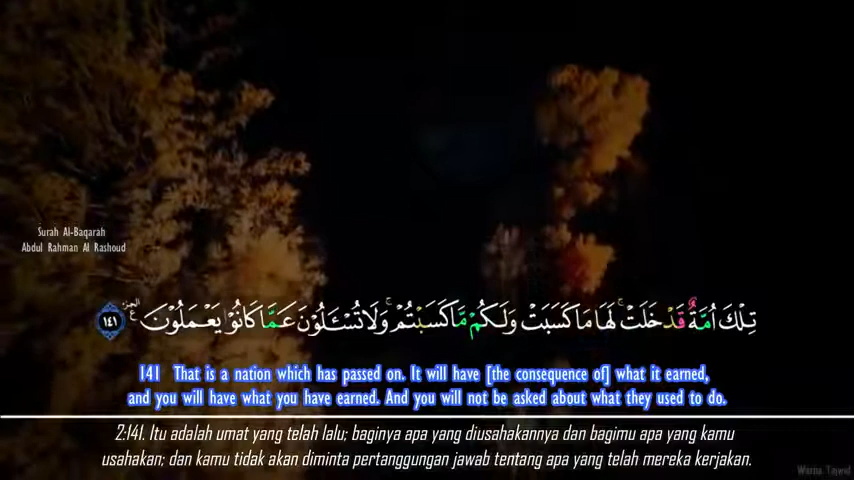 Surah Al-Baqarah
Abdul Rahman Al Rashoud
تِلْكَ اُمَّةٌ قَدْ خَلَتْ ۚ لَهَا مَا كَسَبَتْ وَلَكُمْ مَّا كَسَبْتُمْ ۚ وَلَا تُسْـَٔلُوْنَ عَمَّا كَانُوْا يَعْمَلُوْنَ ١٤١
141 That is a nation which has passed on. It will have [the consequence of] what it earned,
and you will have what you have earned. And you will not be asked about what they used to do.
2:141. Itu adalah umat yang telah lalu; baginya apa yang diusahakannya dan bagimu apa yang kamu
usahakan; dan kamu tidak akan diminta pertanggungan jawab tentang apa yang telah mereka kerjakan.
Warna Tajwid